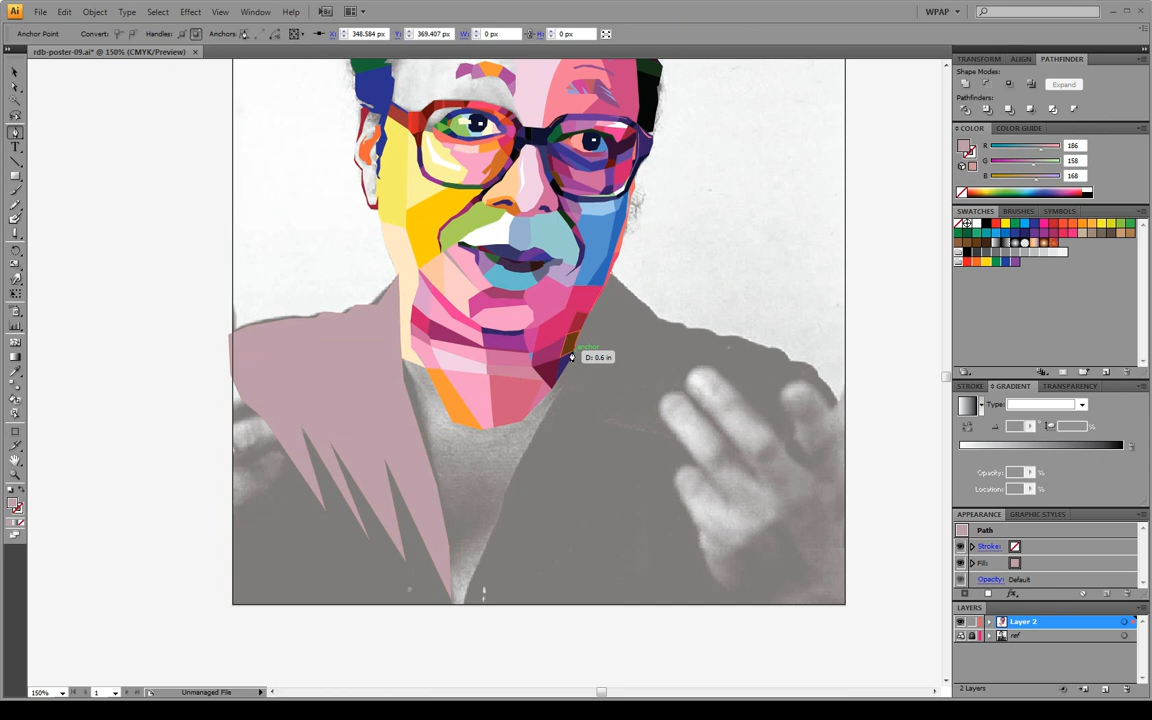 Ai File Edit Object Type Select Effect View Window Help Br WPAP
Anchor Point Convert: Handles: Anchors: X: 348.584 px Y: 369.407 px W: 0 px H: 0 px
rdb-poster-09.ai* @ 150% (CMYK/Preview) ×
TRANSFORM ALIGN PATHFINDER
Shape Modes:
Expand
Pathfinders:
COLOR COLOR GUIDE
R 186
G 158
B 168
SWATCHES BRUSHES SYMBOLS
anchor
D: 0.6 in
STROKE GRADIENT TRANSPARENCY
Type:
%
Opacity: %
Location: %
APPEARANCE GRAPHIC STYLES
Path
Stroke:
Fill:
Opacity: Default
fx
LAYERS
Layer 2
ref
2 Layers
150% 1 Unmanaged File